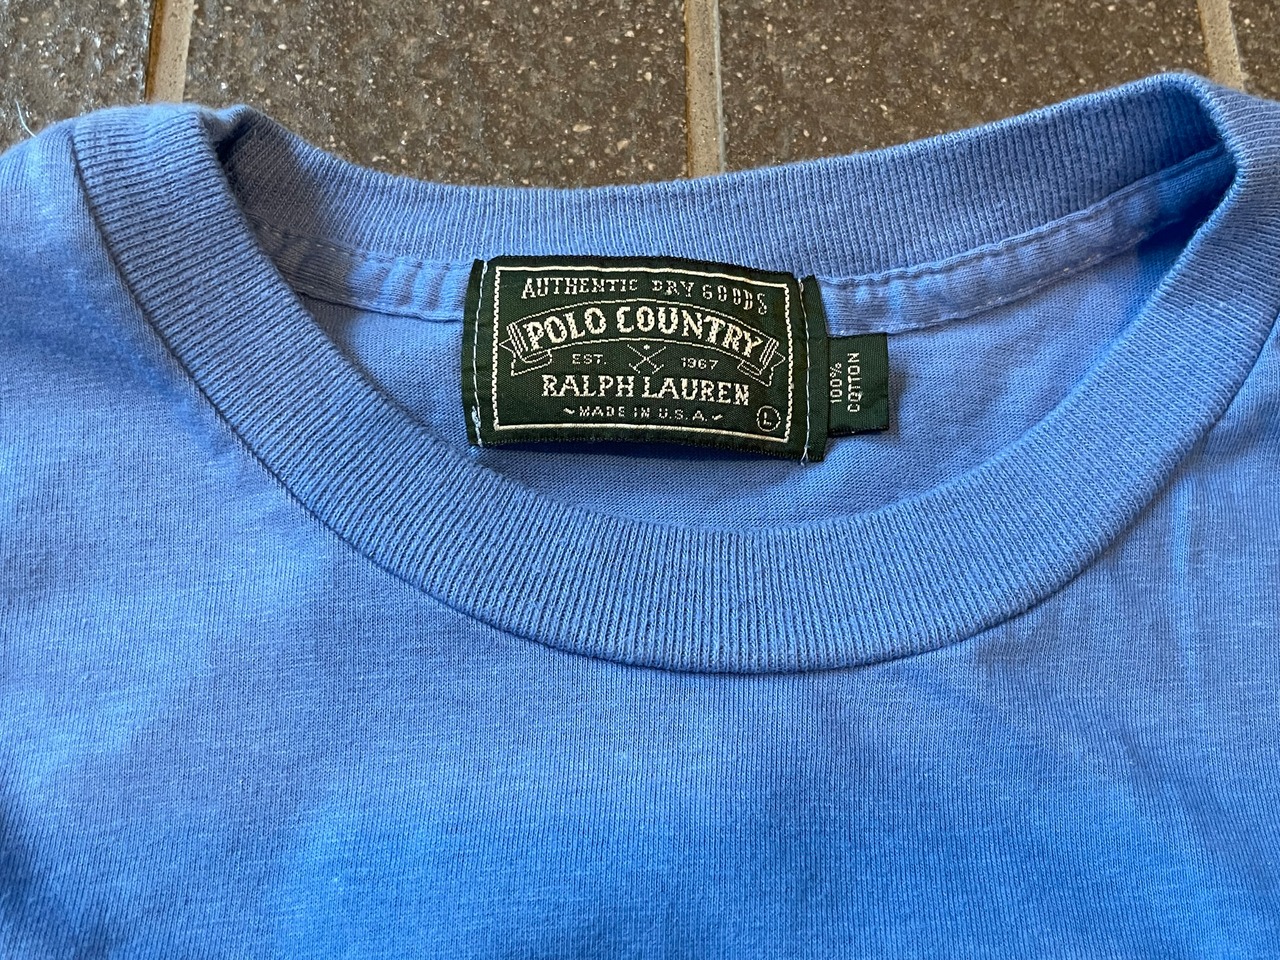 AUTHENTIC DRY GOODS
POLO COUNTRY
EST. 1967
RALPH LAUREN
~MADE IN U.S.A.~
L
100%
COTTON